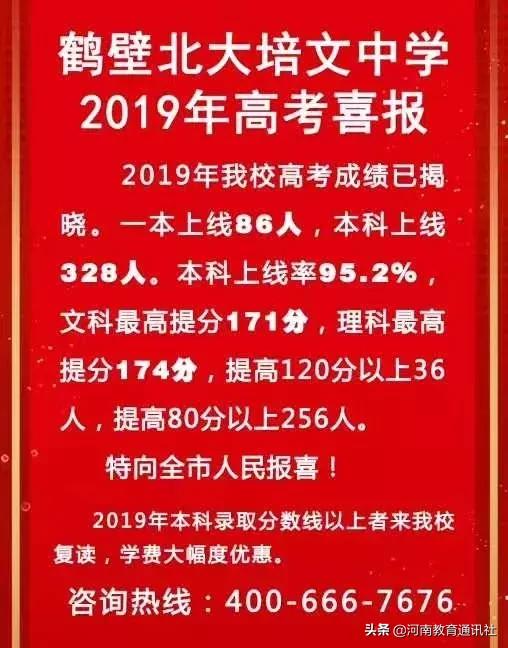 鹤壁北大培文中学
2019年高考喜报
2019年我校高考成绩已揭
晓。一本上线86人，本科上线
328人。本科上线率95.2%，
文科最高提分171分，理科最高
提分174分，提高120分以上36
人，提高80分以上256人。
特向全市人民报喜！
2019年本科录取分数线以上者来我校
复读，学费大幅度优惠。
咨询热线：400-666-7676
头条 @河南教育通讯社